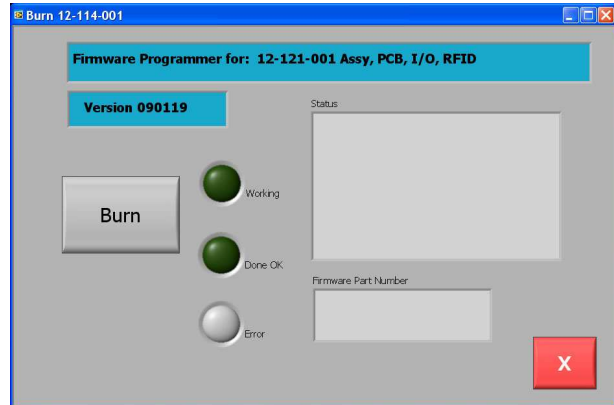 Burn 12-114-001
Firmware Programmer for: 12-121-001 Assy, PCB, I/O, RFID
Version 090119
Status
Burn
Working
Done OK
Firmware Part Number
Error
X